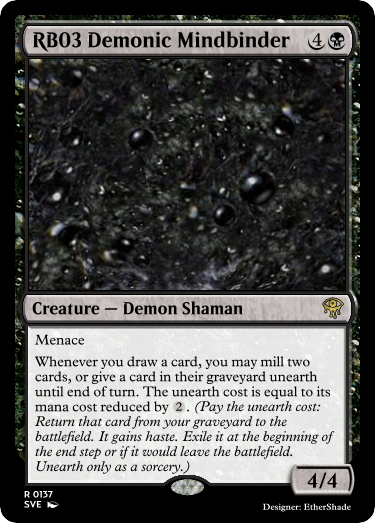 RB03 Demonic Mindbinder 4
Creature — Demon Shaman
Menace
Whenever you draw a card, you may mill two
cards, or give a card in their graveyard unearth
until end of turn. The unearth cost is equal to its
mana cost reduced by 2 . (Pay the unearth cost:
Return that card from your graveyard to the
battlefield. It gains haste. Exile it at the beginning of
the end step or if it would leave the battlefield.
Unearth only as a sorcery.)
4/4
R 0137
SVE
Designer: EtherShade